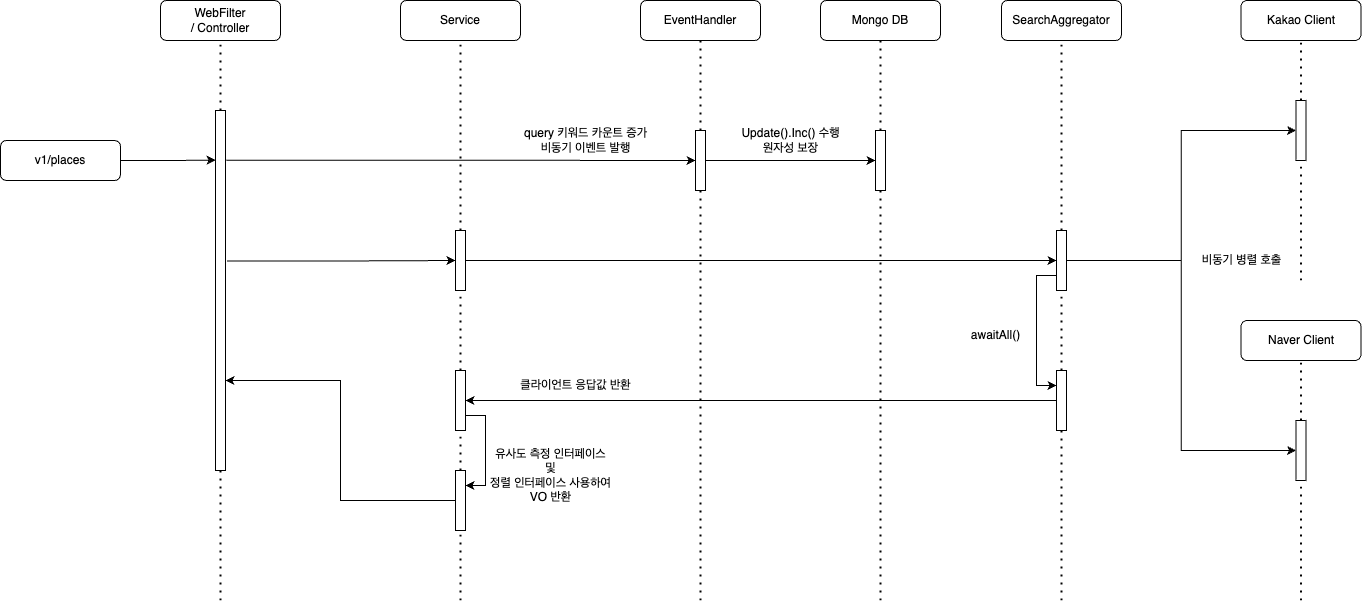 WebFilter
/ Controller
Service
EventHandler
Mongo DB
SearchAggregator
Kakao Client
query 키워드 카운트 증가
비동기 이벤트 발행
Update().Inc() 수행
원자성 보장
v1/places
비동기 병렬 호출
awaitAll()
Naver Client
클라이언트 응답값 반환
유사도 측정 인터페이스
및
정렬 인터페이스 사용하여
VO 반환